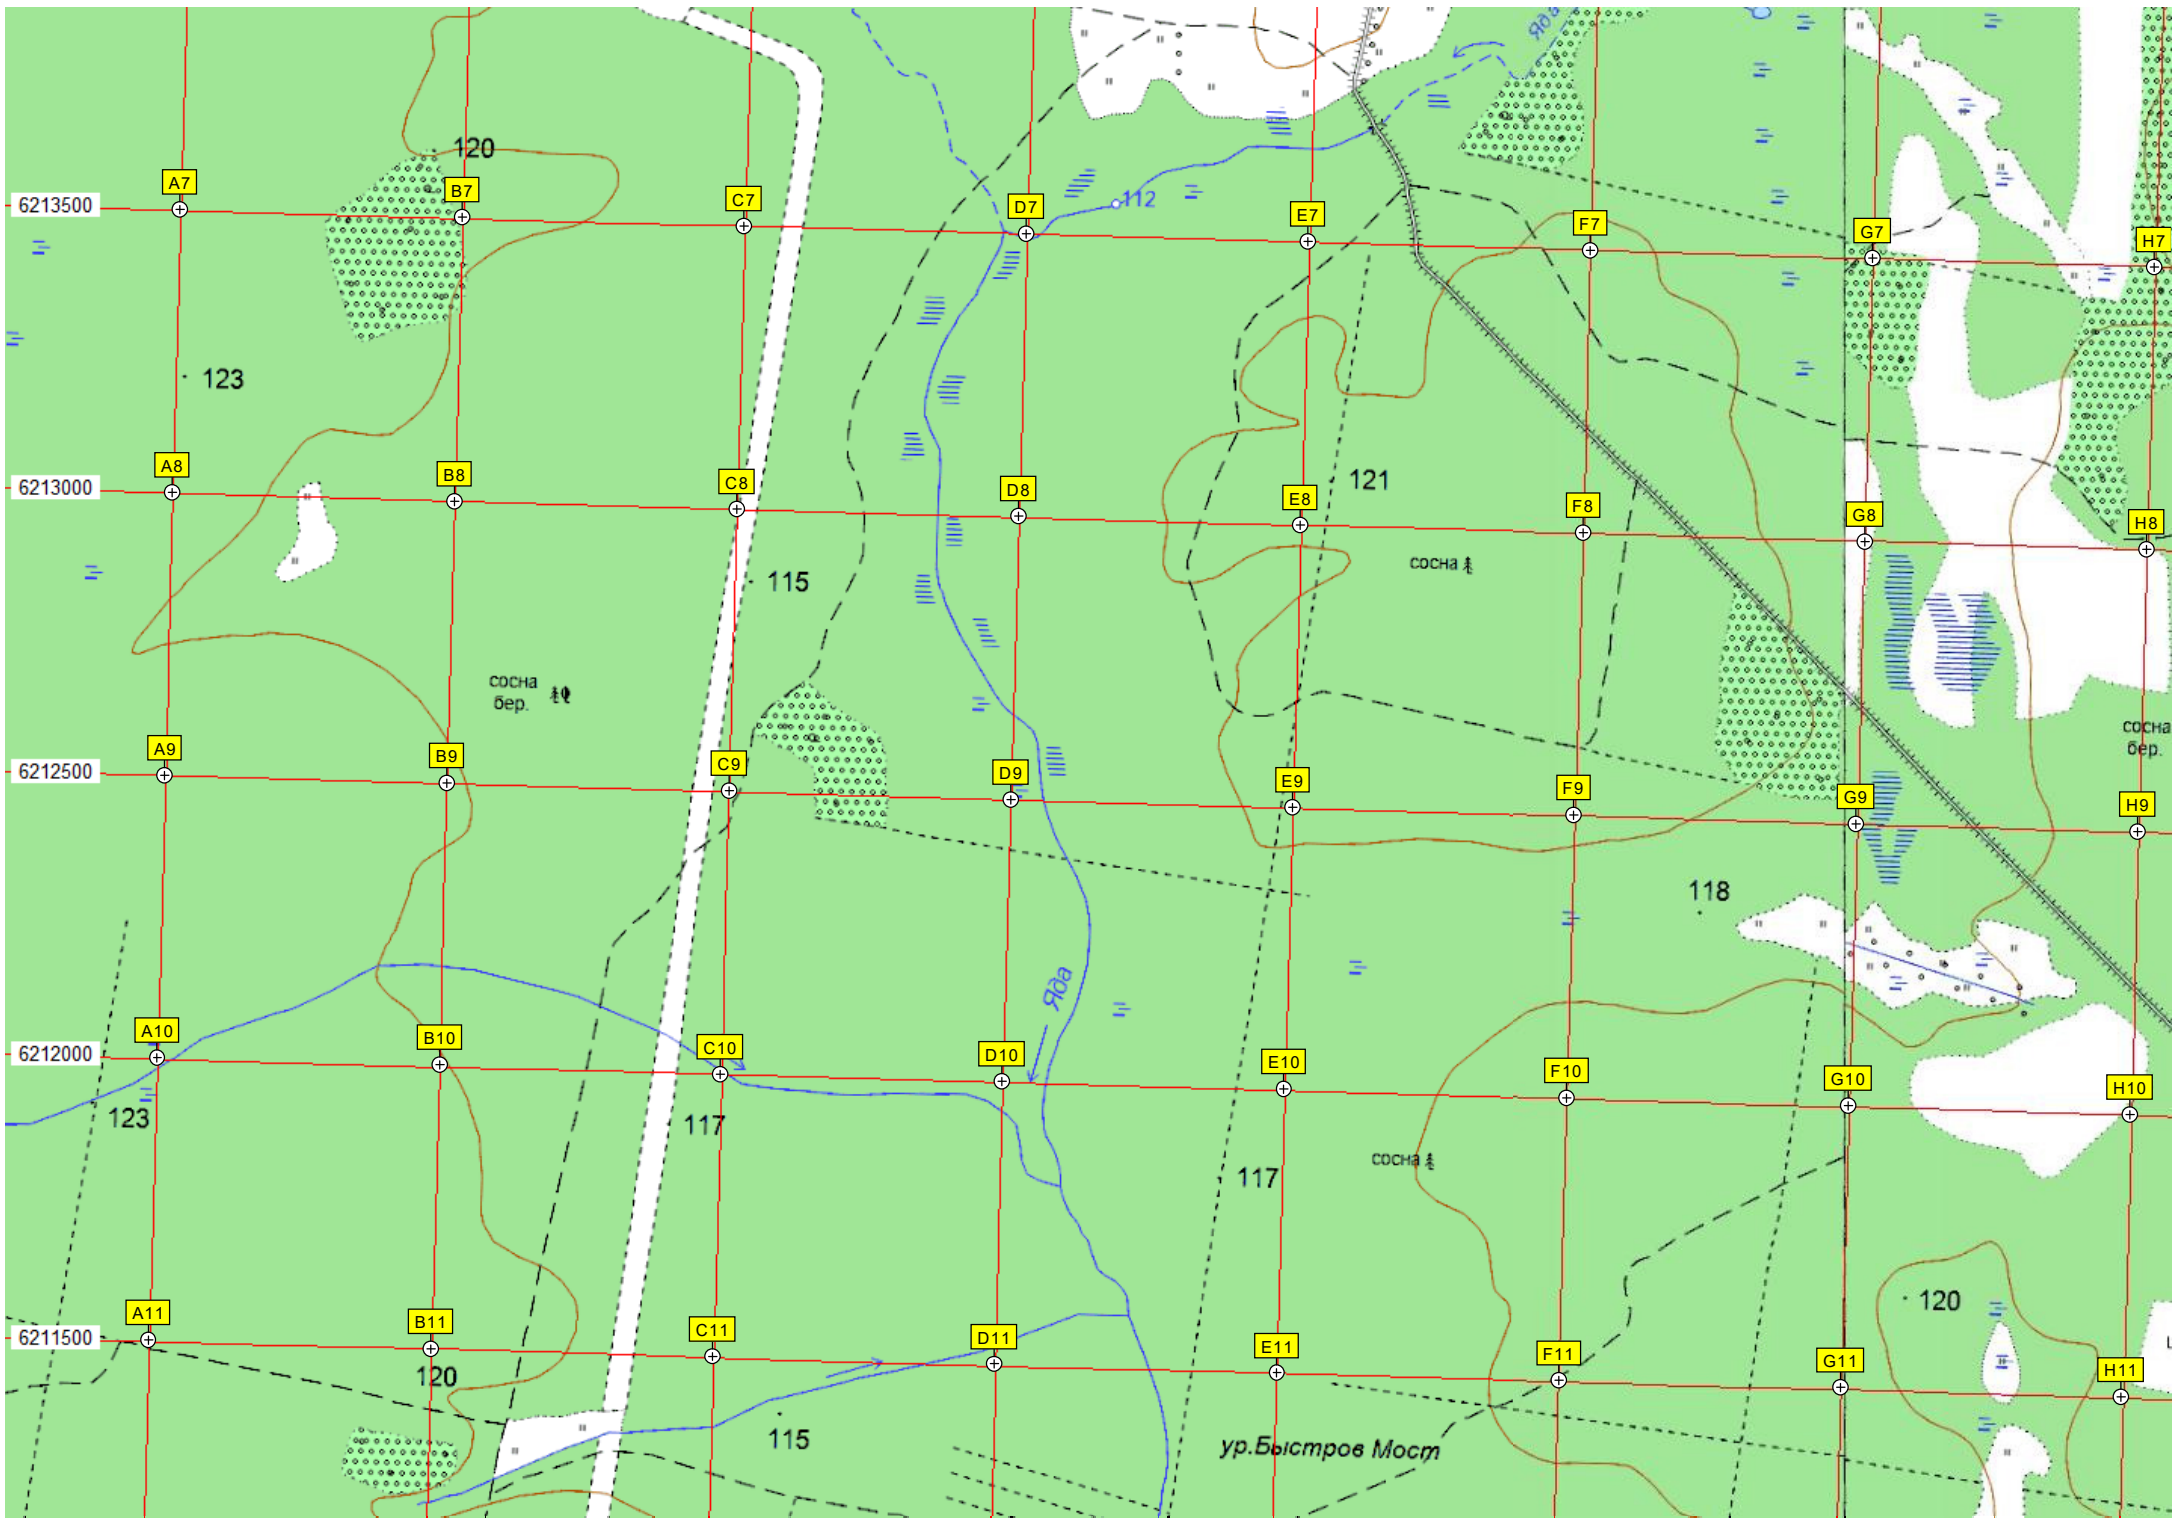 Яда
120
A7
B7
C7
D7
112
E7
F7
G7
H7
6213500
123
A8
B8
C8
D8
E8
121
F8
G8
H8
6213000
сосна
115
сосна
бер.
сосна
бер.
A9
B9
C9
D9
E9
F9
G9
H9
6212500
118
Яда
A10
B10
C10
D10
E10
F10
G10
H10
6212000
123
117
117
сосна
120
A11
B11
C11
D11
E11
F11
G11
H11
6211500
120
115
ур.Быстров Мост